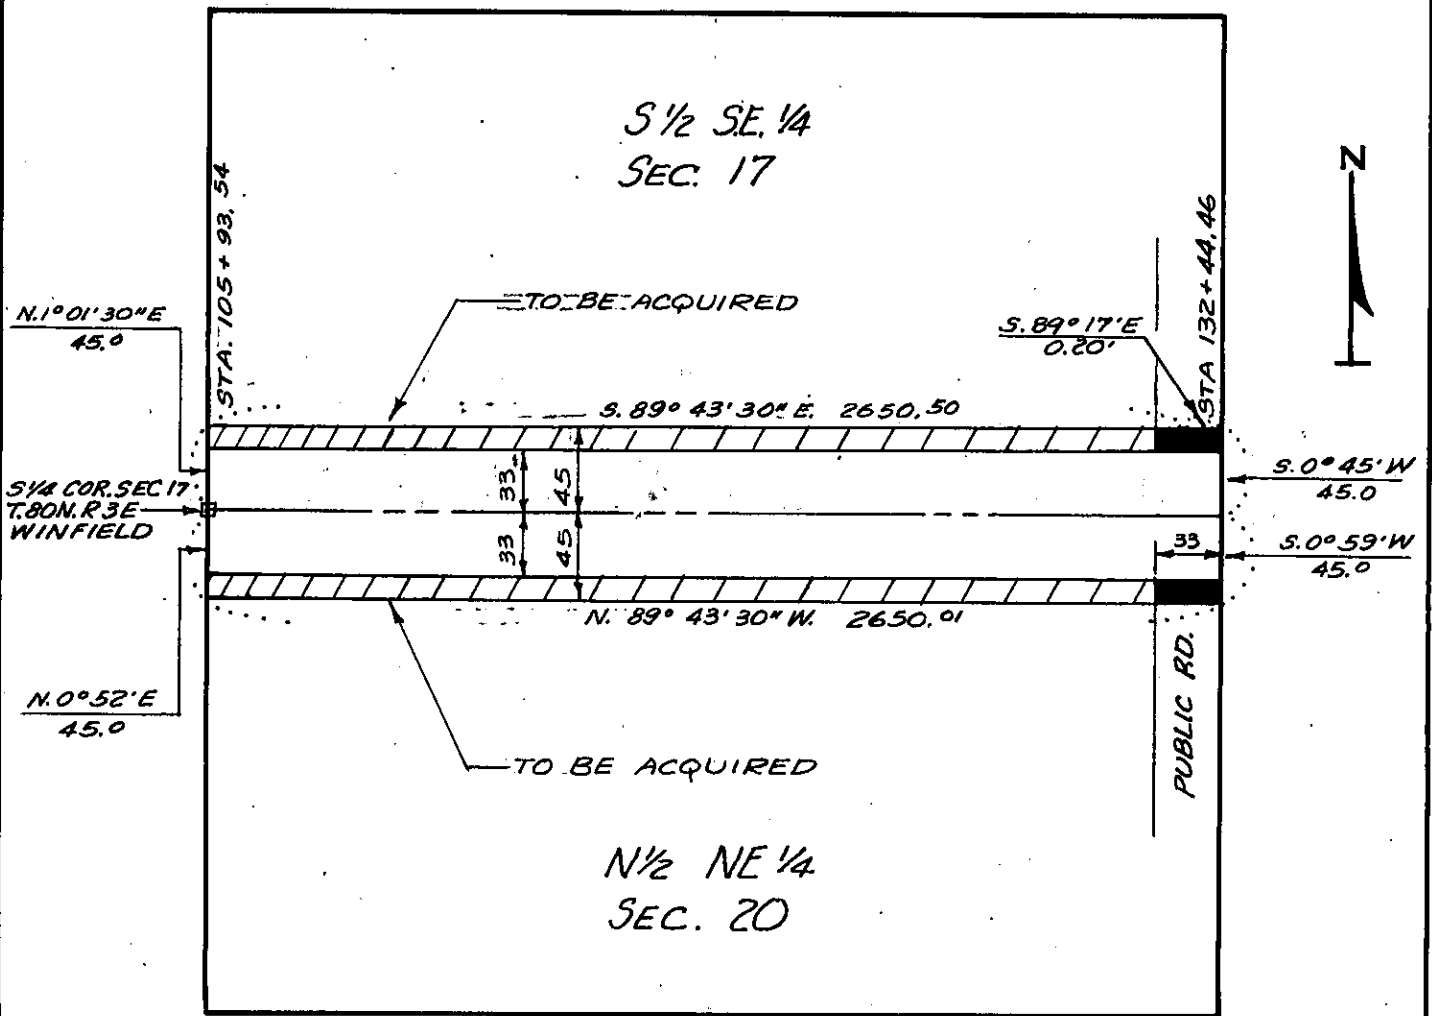 S 1/2 S.E. 1/4
SEC. 17
N
STA. 105 + 93.54
STA 132 + 44.46
TO BE ACQUIRED
N. 1° 01' 30" E
45.0
S. 89° 17' E
0.20'
S. 89° 43' 30" E. 2650.50
S 1/4 COR. SEC 17
T. 80N. R 3E
WINFIELD
33
45
33
45
S. 0° 45' W
45.0
33
S. 0° 59' W
45.0
N. 89° 43' 30" W. 2650.01
N. 0° 52' E
45.0
PUBLIC RD.
TO BE ACQUIRED
N 1/2 NE 1/4
SEC. 20